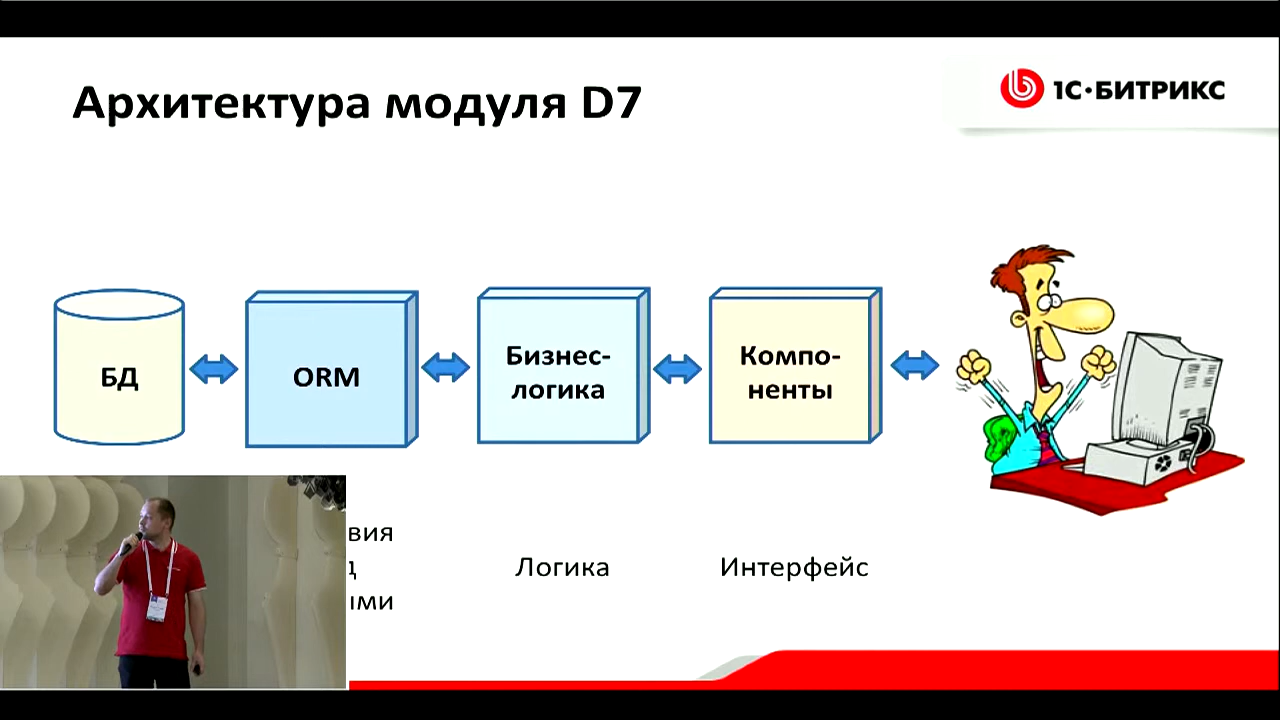 Архитектура модуля D7
1С·БИТРИКС
БД
ORM
Бизнес-
логика
Компо-
ненты
Логика
Интерфейс